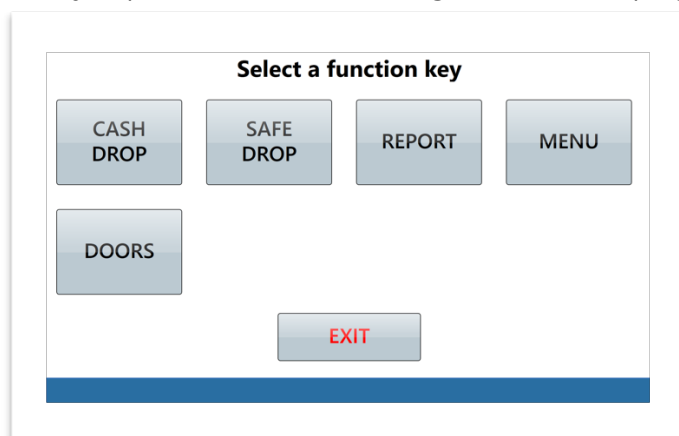 Select a function key
CASH
DROP
SAFE
DROP
REPORT
MENU
DOORS
EXIT